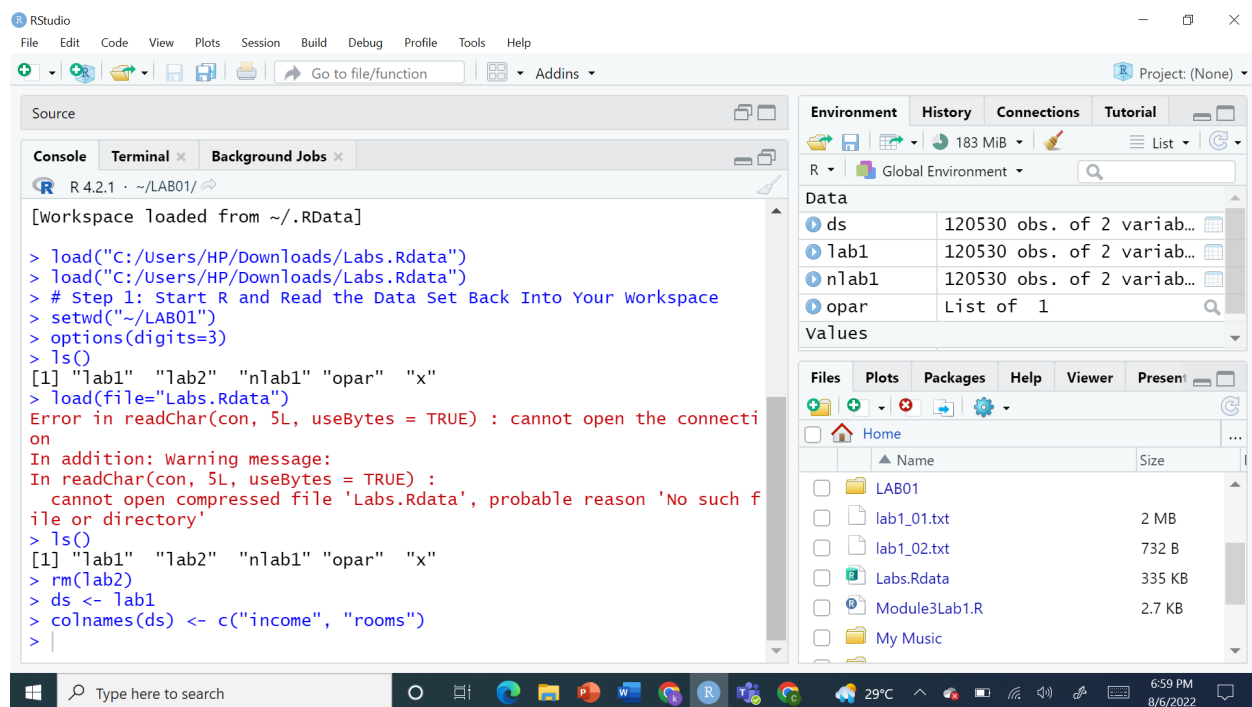 RStudio
File Edit Code View Plots Session Build Debug Profile Tools Help
Go to file/function Addins Project: (None)
Source
Console Terminal Background Jobs
R 4.2.1 · ~/LAB01/
[Workspace loaded from ~/.RData]
> load("C:/Users/HP/Downloads/Labs.Rdata")
> load("C:/Users/HP/Downloads/Labs.Rdata")
> # Step 1: Start R and Read the Data Set Back Into Your Workspace
> setwd("~/LAB01")
> options(digits=3)
> ls()
[1] "lab1" "lab2" "nlab1" "opar" "x"
> load(file="Labs.Rdata")
Error in readChar(con, 5L, useBytes = TRUE) : cannot open the connecti
on
In addition: Warning message:
In readChar(con, 5L, useBytes = TRUE) :
cannot open compressed file 'Labs.Rdata', probable reason 'No such f
ile or directory'
> ls()
[1] "lab1" "lab2" "nlab1" "opar" "x"
> rm(lab2)
> ds <- lab1
> colnames(ds) <- c("income", "rooms")
>
Environment History Connections Tutorial
183 MiB List
R Global Environment
Data
ds 120530 obs. of 2 variab…
lab1 120530 obs. of 2 variab…
nlab1 120530 obs. of 2 variab…
opar List of 1
Values
Files Plots Packages Help Viewer Present
Home ...
Name Size
LAB01
lab1_01.txt 2 MB
lab1_02.txt 732 B
Labs.Rdata 335 KB
Module3Lab1.R 2.7 KB
My Music
Type here to search 29°C 6:59 PM
8/6/2022